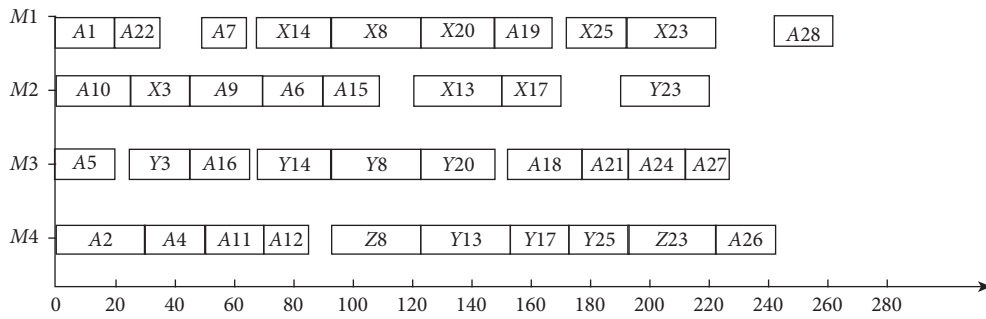 M1 A1 A22 A7 X14 X8 X20 A19 X25 X23 A28
M2 A10 X3 A9 A6 A15 X13 X17 Y23
M3 A5 Y3 A16 Y14 Y8 Y20 A18 A21 A24 A27
M4 A2 A4 A11 A12 Z8 Y13 Y17 Y25 Z23 A26
0 20 40 60 80 100 120 140 160 180 200 220 240 260 280